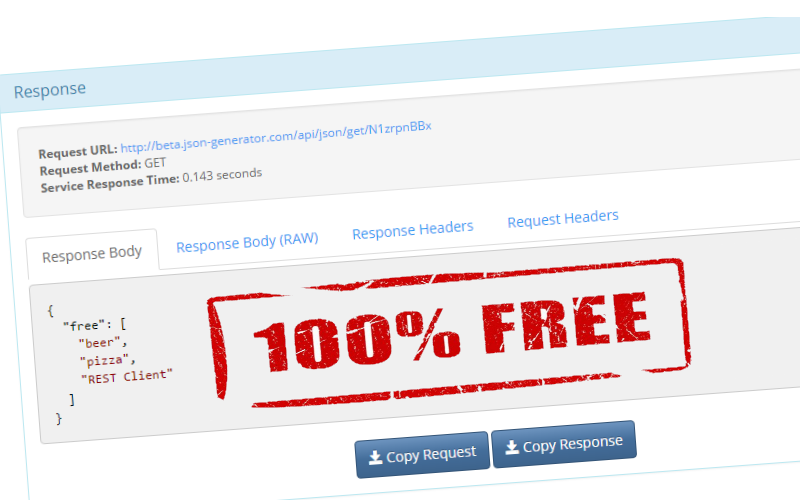 Response
Request URL: http://beta.json-generator.com/api/json/get/N1zrpnBBx
Request Method: GET
Service Response Time: 0.143 seconds
Response Body Response Body (RAW) Response Headers Request Headers
{
"free": [
"beer",
"pizza",
"REST Client"
]
}
100% FREE
Copy Request Copy Response